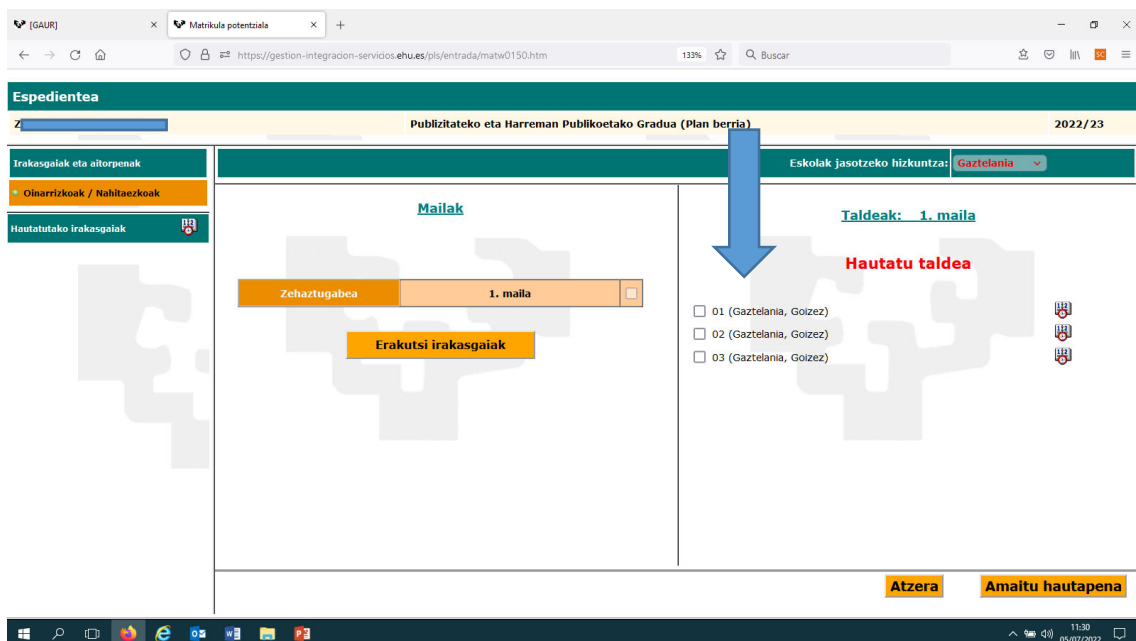 [GAUR]
Matrikula potentziala
https://gestion-integracion-servicios.ehu.es/pls/entrada/matw0150.htm
133%
Buscar
SC
Espedientea
Z
Publizitateko eta Harreman Publikoetako Gradua (Plan berria)
2022/23
Irakasgaiak eta aitorpenak
Eskolak jasotzeko hizkuntza: Gaztelania
Oinarrizkoak / Nahitaezkoak
Hautatutako irakasgaiak
Mailak
Zehaztugabea 1. maila
Erakutsi irakasgaiak
Taldeak: 1. maila
Hautatu taldea
01 (Gaztelania, Goizez)
02 (Gaztelania, Goizez)
03 (Gaztelania, Goizez)
Atzera
Amaitu hautapena
11:30
05/07/2022